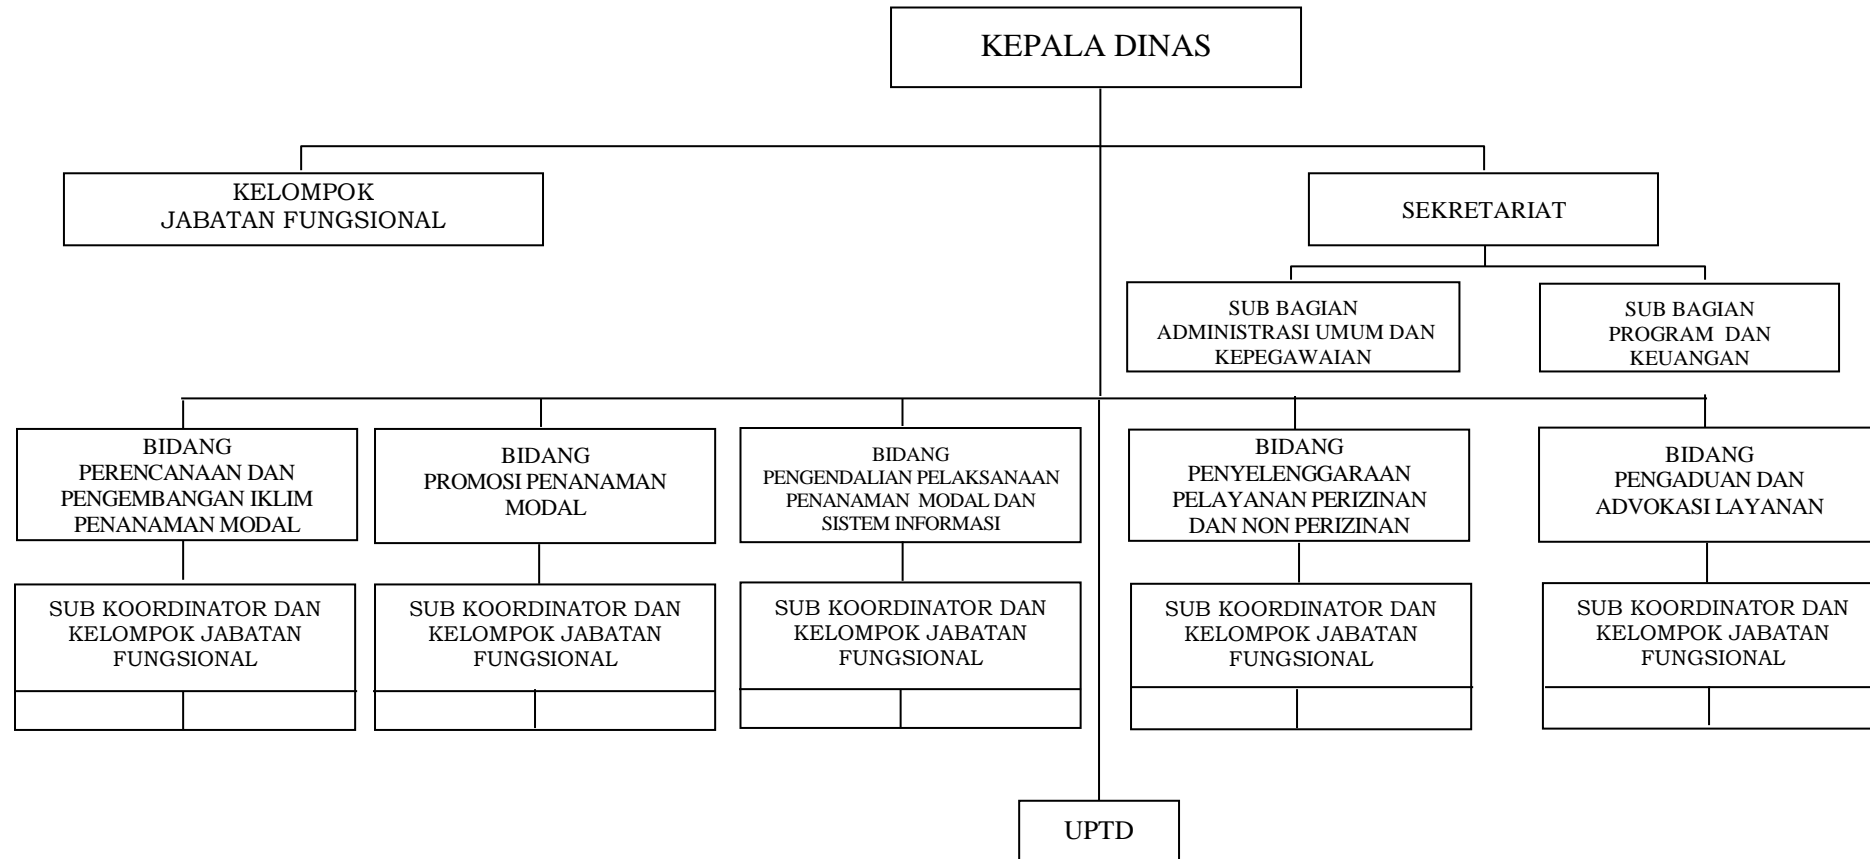 KEPALA DINAS
KELOMPOK
JABATAN FUNGSIONAL
SEKRETARIAT
SUB BAGIAN
ADMINISTRASI UMUM DAN
KEPEGAWAIAN
SUB BAGIAN
PROGRAM DAN
KEUANGAN
BIDANG
PERENCANAAN DAN
PENGEMBANGAN IKLIM
PENANAMAN MODAL
BIDANG
PROMOSI PENANAMAN
MODAL
BIDANG
PENGENDALIAN PELAKSANAAN
PENANAMAN MODAL DAN
SISTEM INFORMASI
BIDANG
PENYELENGGARAAN
PELAYANAN PERIZINAN
DAN NON PERIZINAN
BIDANG
PENGADUAN DAN
ADVOKASI LAYANAN
SUB KOORDINATOR DAN
KELOMPOK JABATAN
FUNGSIONAL
SUB KOORDINATOR DAN
KELOMPOK JABATAN
FUNGSIONAL
SUB KOORDINATOR DAN
KELOMPOK JABATAN
FUNGSIONAL
SUB KOORDINATOR DAN
KELOMPOK JABATAN
FUNGSIONAL
SUB KOORDINATOR DAN
KELOMPOK JABATAN
FUNGSIONAL
UPTD